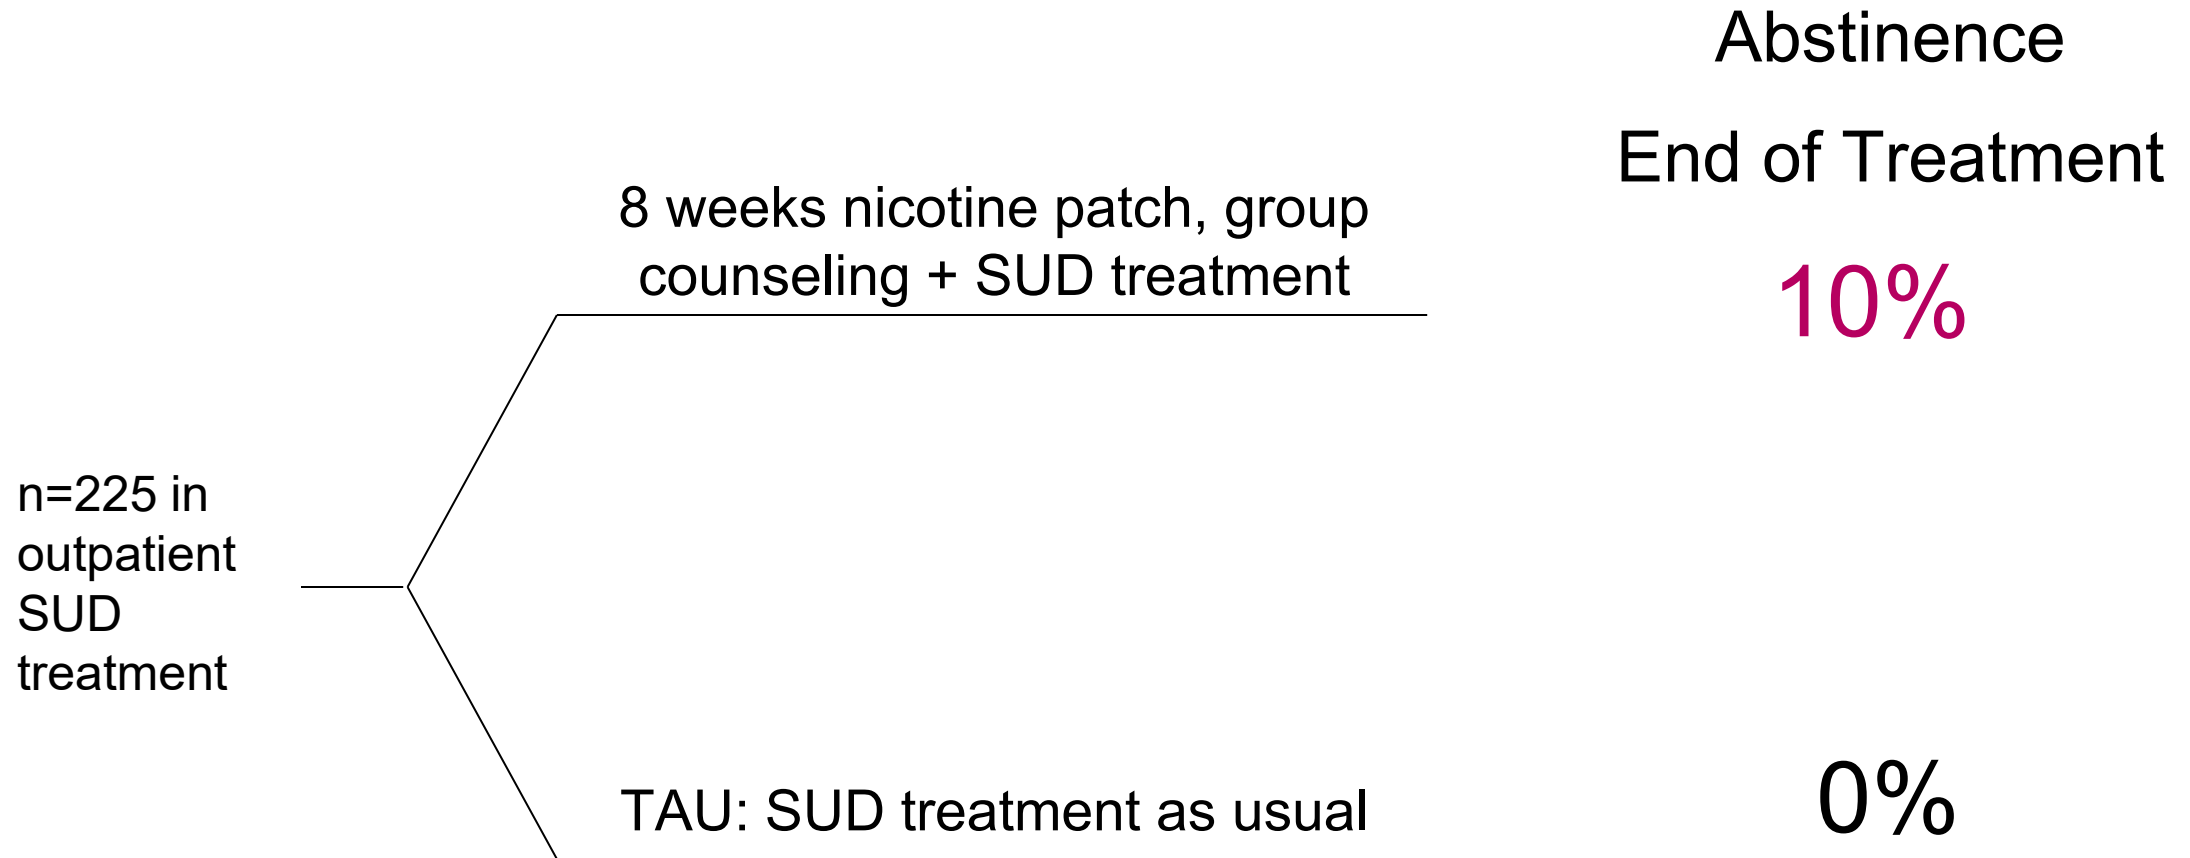 Abstinence
End of Treatment
8 weeks nicotine patch, group
counseling + SUD treatment
10%
n=225 in
outpatient
SUD
treatment
TAU: SUD treatment as usual
0%